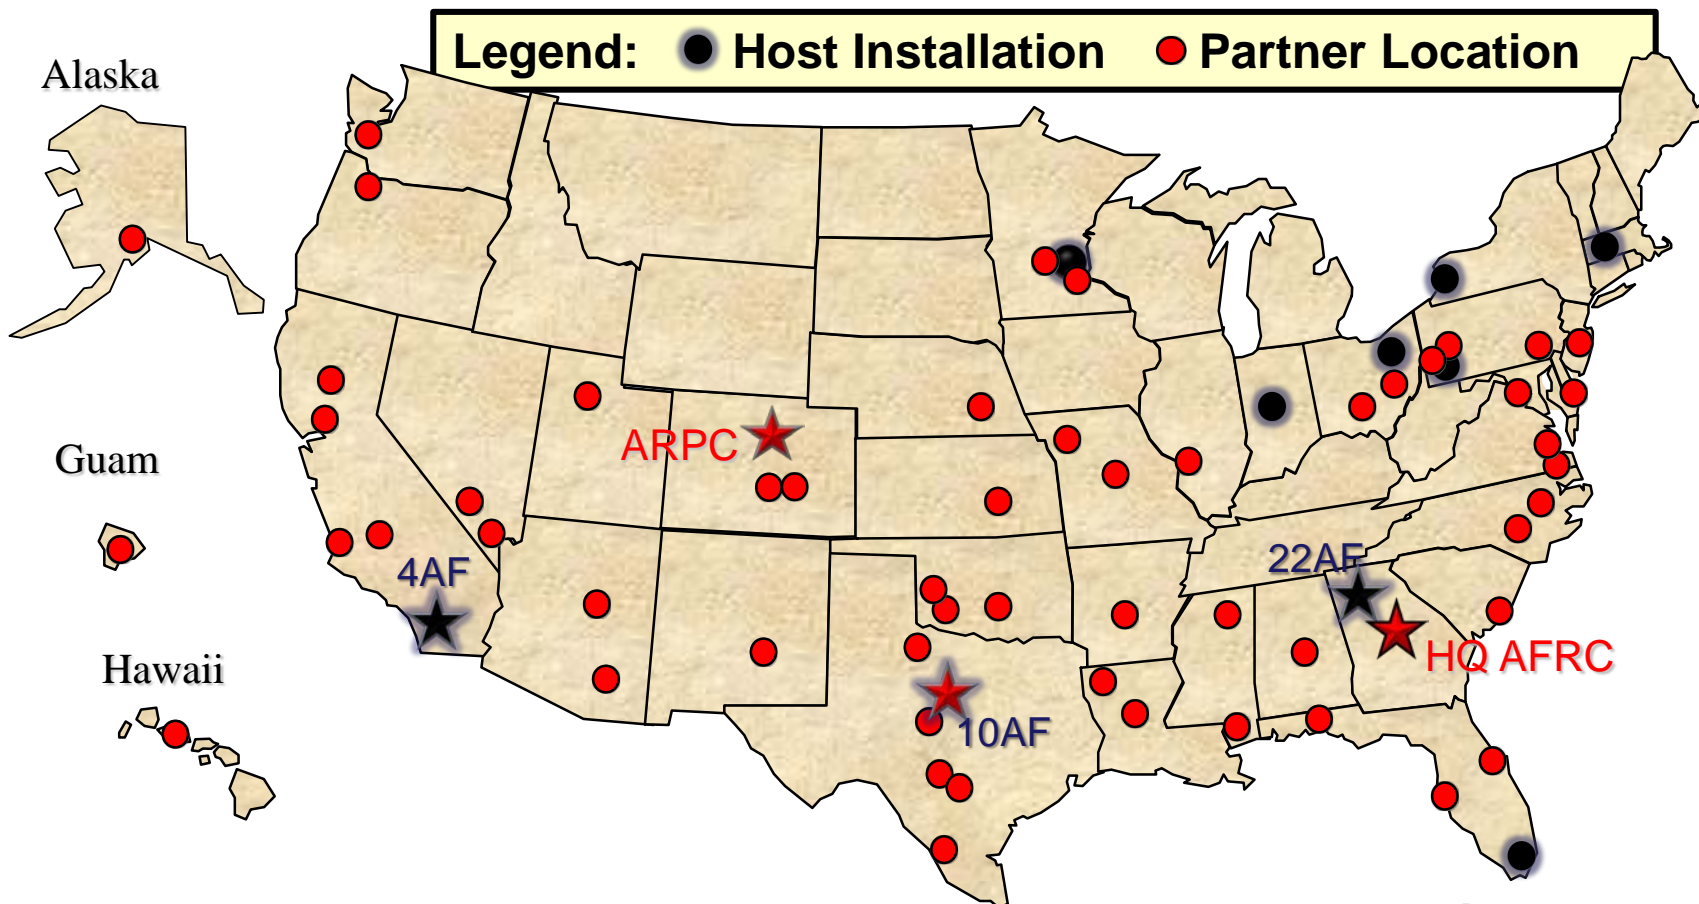 Legend: Host Installation Partner Location
Alaska
Guam
Hawaii
ARPC
4AF
22AF
HQ AFRC
10AF